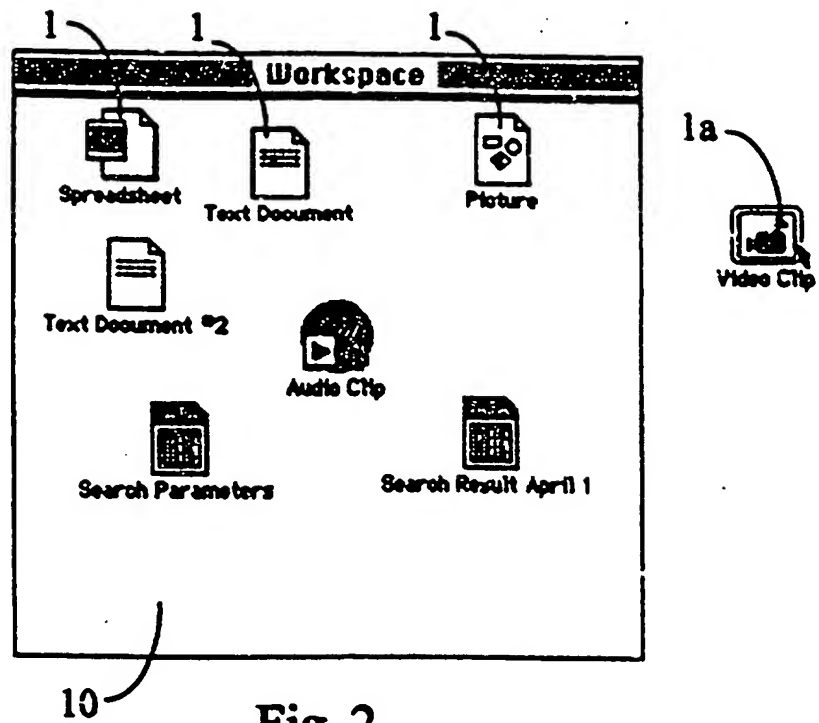 1 1 1
Workspace
1a
Spreadsheet
Text Document
Picture
Video Clip
Text Document #2
Audio Clip
Search Parameters
Search Result April 1
10
Fig. 2